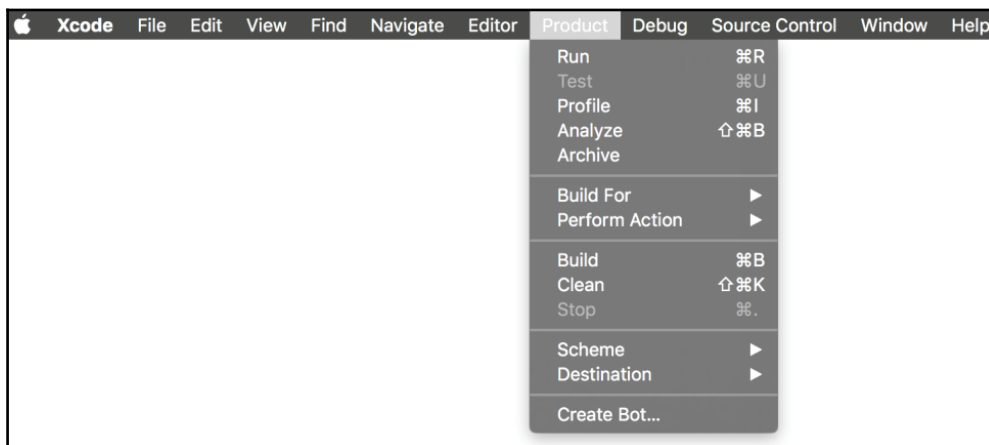 Xcode File Edit View Find Navigate Editor Product Debug Source Control Window Help
Run ⌘R
Test ⌘U
Profile ⌘I
Analyze ⇧⌘B
Archive
Build For ▶
Perform Action ▶
Build ⌘B
Clean ⇧⌘K
Stop ⌘.
Scheme ▶
Destination ▶
Create Bot...